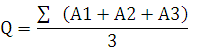 Q = ∑ (A1 + A2 + A3) / 3